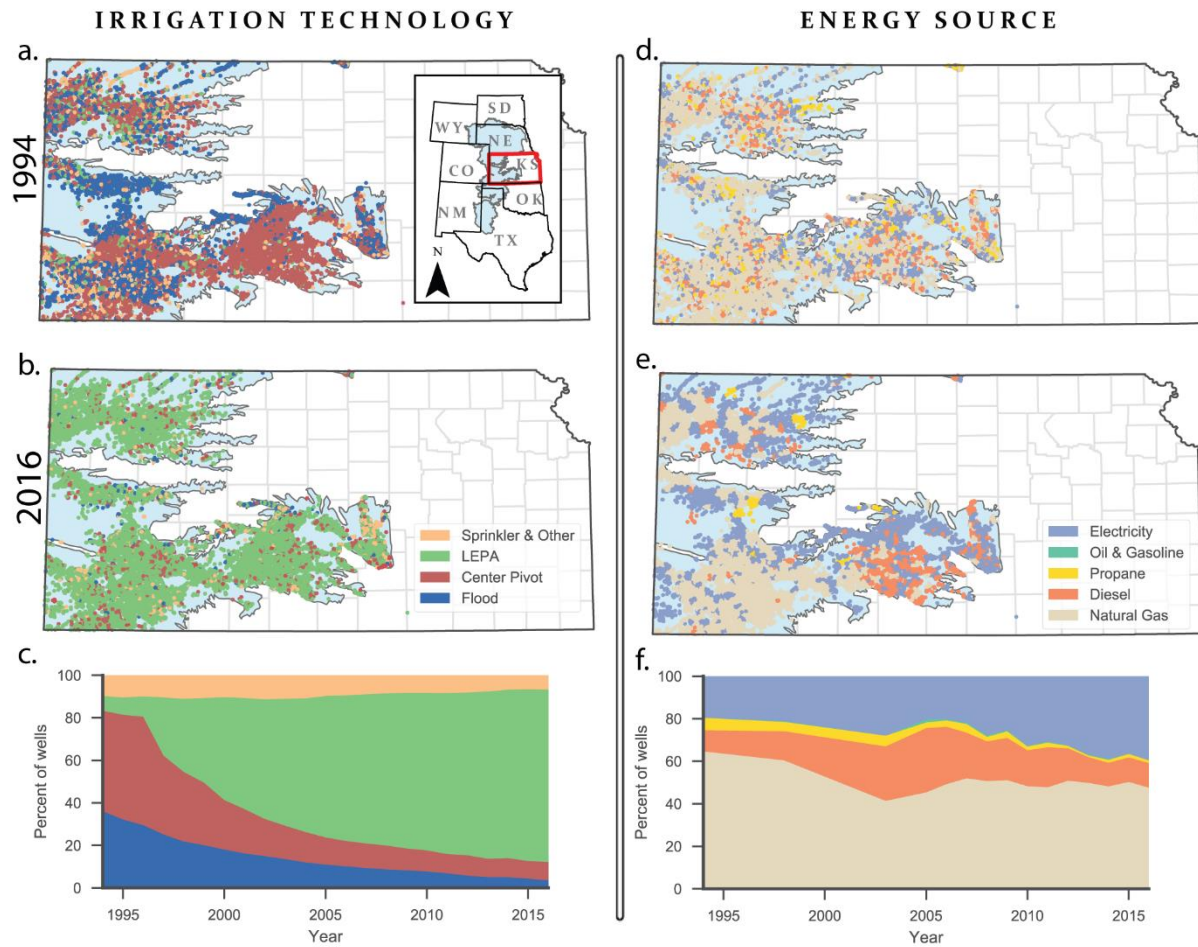 IRRIGATION TECHNOLOGY
ENERGY SOURCE
a.
1994
SD
WY
NE
CO
KS
OK
NM
TX
N
d.
b.
2016
Sprinkler & Other
LEPA
Center Pivot
Flood
e.
Electricity
Oil & Gasoline
Propane
Diesel
Natural Gas
c.
Percent of wells
100
80
60
40
20
0
1995
2000
2005
2010
2015
Year
f.
Percent of wells
100
80
60
40
20
0
1995
2000
2005
2010
2015
Year